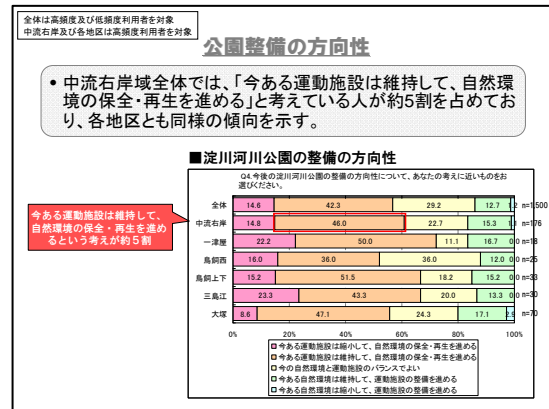 全体は高頻度及び低頻度利用者を対象
中流右岸及び各地区は高頻度利用者を対象
公園整備の方向性
• 中流右岸域全体では、「今ある運動施設は維持して、自然環
境の保全・再生を進める」と考えている人が約5割を占めてお
り、各地区とも同様の傾向を示す。
■淀川河川公園の整備の方向性
Q4.今後の淀川河川公園の整備の方向性について、あなたの考えに近いものをお
選びください。
今ある運動施設は維持して、
自然環境の保全・再生を進め
るという考えが約5割
全体 14.6 42.3 29.2 12.7 1.2 n=1,500
中流右岸 14.8 46.0 22.7 15.3 1.1 n=176
一津屋 22.2 50.0 11.1 16.7 0.0 n=18
鳥飼西 16.0 36.0 36.0 12.0 0.0 n=25
鳥飼上下 15.2 51.5 18.2 15.2 0.0 n=33
三島江 23.3 43.3 20.0 13.3 0.0 n=30
大塚 8.6 47.1 24.3 17.1 2.9 n=70
0% 20% 40% 60% 80% 100%
今ある運動施設は縮小して、自然環境の保全・再生を進める
今ある運動施設は維持して、自然環境の保全・再生を進める
今の自然環境と運動施設のバランスでよい
今ある自然環境は維持して、運動施設の整備を進める
今ある自然環境は縮小して、運動施設の整備を進める